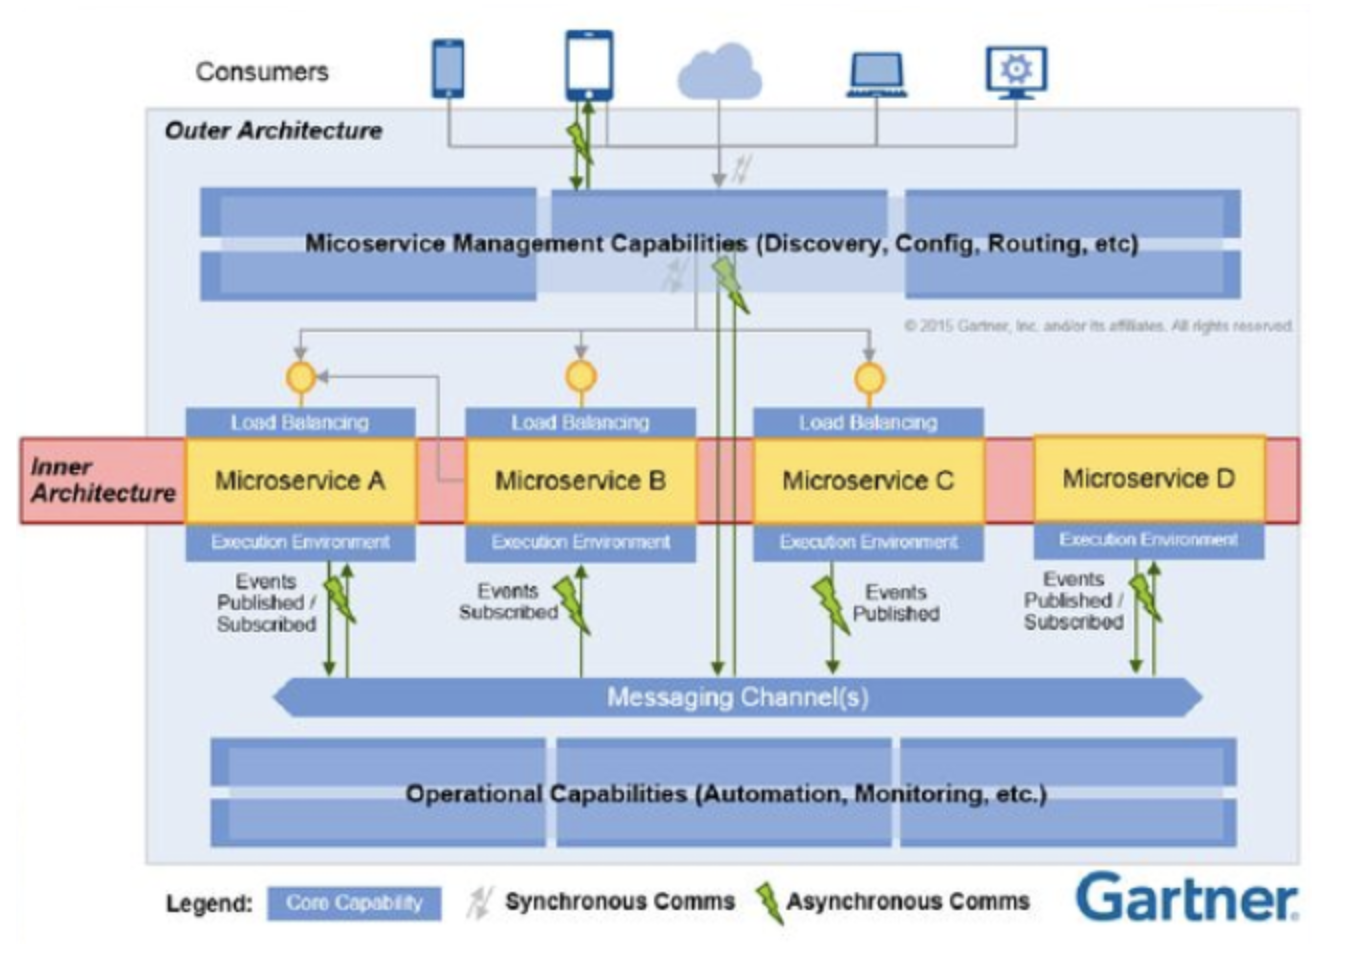 Consumers
Outer Architecture
Micoservice Management Capabilities (Discovery, Config, Routing, etc)
© 2015 Gartner, Inc. and/or its affiliates. All rights reserved.
Load Balancing
Load Balancing
Load Balancing
Inner
Architecture
Microservice A
Microservice B
Microservice C
Microservice D
Execution Environment
Execution Environment
Execution Environment
Execution Environment
Events
Published /
Subscribed
Events
Subscribed
Events
Published
Events
Published /
Subscribed
Messaging Channel(s)
Operational Capabilities (Automation, Monitoring, etc.)
Legend:
Core Capability
Synchronous Comms
Asynchronous Comms
Gartner